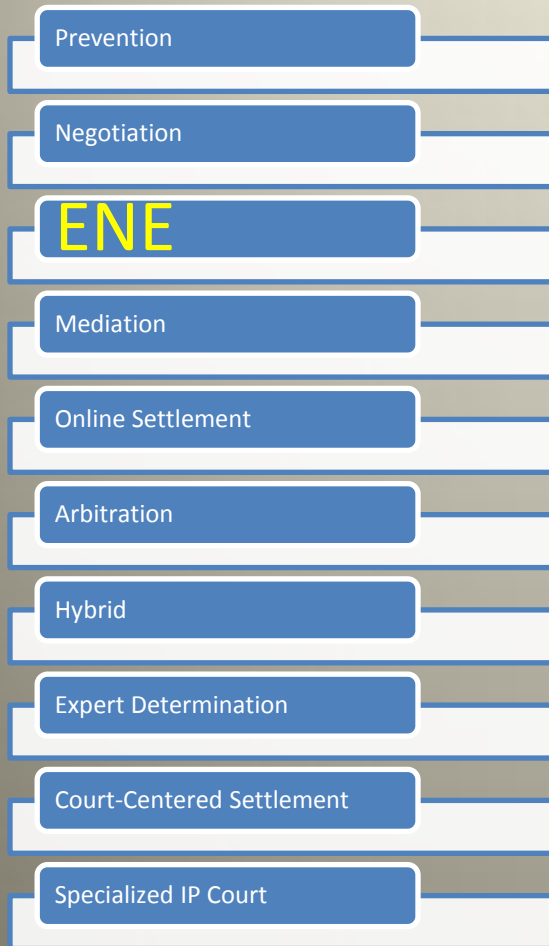 Prevention
Negotiation
ENE
Mediation
Online Settlement
Arbitration
Hybrid
Expert Determination
Court-Centered Settlement
Specialized IP Court